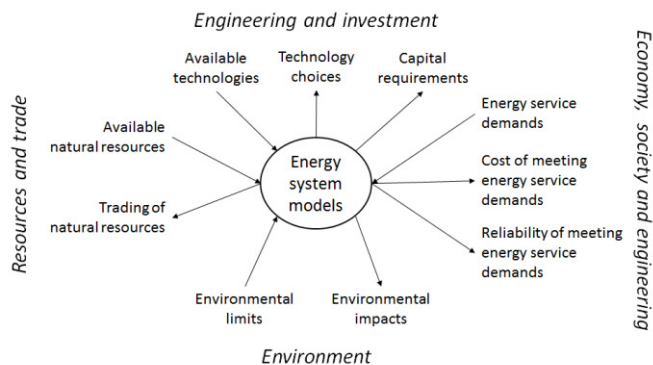 Engineering and investment
Available
technologies
Technology
choices
Capital
requirements
Resources and trade
Available
natural resources
Trading of
natural resources
Energy
system
models
Energy service
demands
Cost of meeting
energy service
demands
Reliability of meeting
energy service
demands
Economy, society and engineering
Environmental
limits
Environmental
impacts
Environment